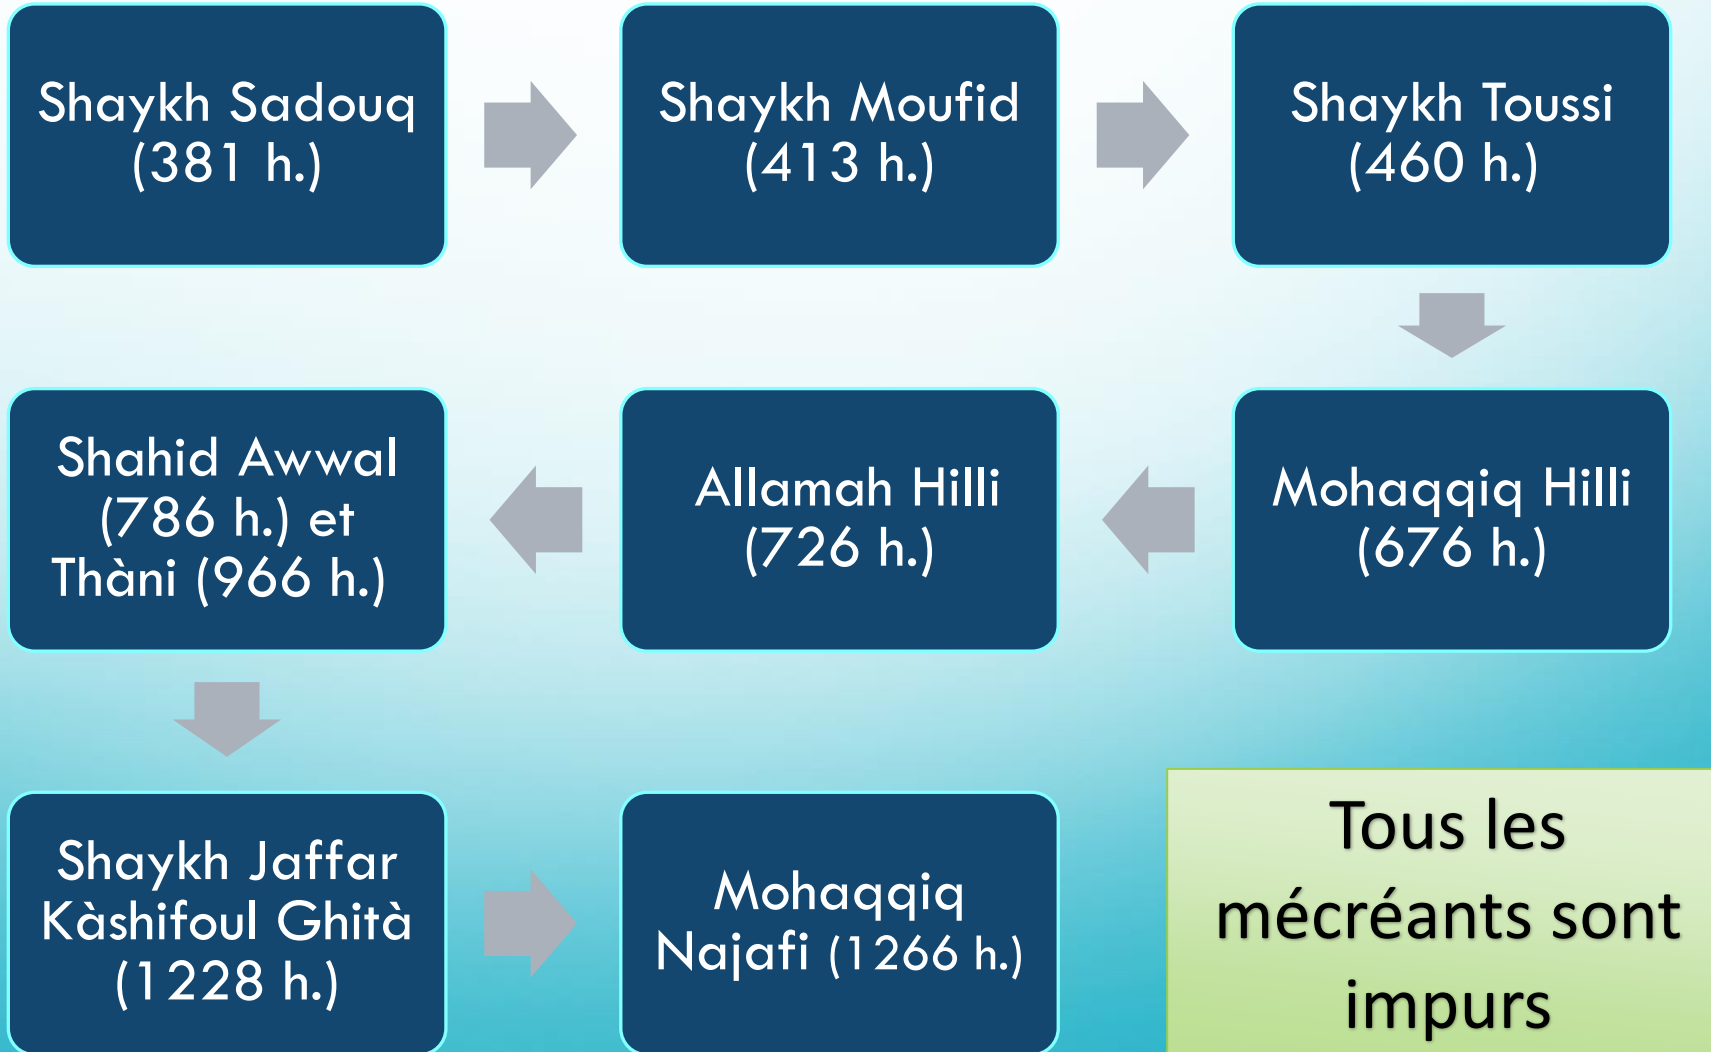 Shaykh Sadouq
(381 h.)
Shaykh Moufid
(413 h.)
Shaykh Toussi
(460 h.)
Mohaqqiq Hilli
(676 h.)
Allamah Hilli
(726 h.)
Shahid Awwal
(786 h.) et
Thàni (966 h.)
Shaykh Jaffar
Kàshifoul Ghità
(1228 h.)
Mohaqqiq
Najafi (1266 h.)
Tous les
mécréants sont
impurs